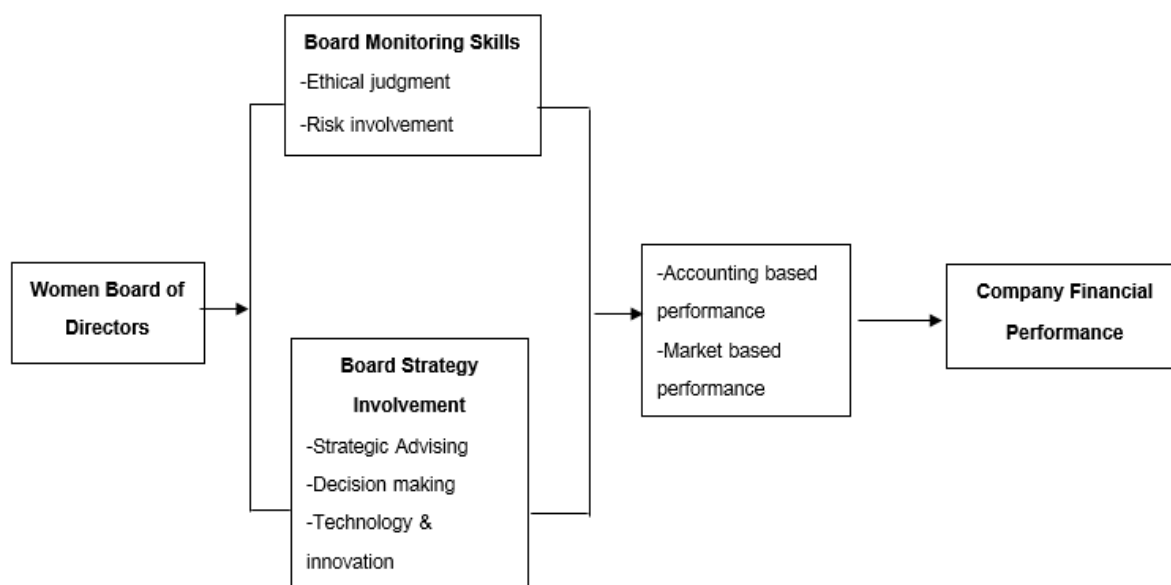 Board Monitoring Skills
-Ethical judgment
-Risk involvement
Women Board of
Directors
Board Strategy
Involvement
-Strategic Advising
-Decision making
-Technology &
innovation
-Accounting based
performance
-Market based
performance
Company Financial
Performance